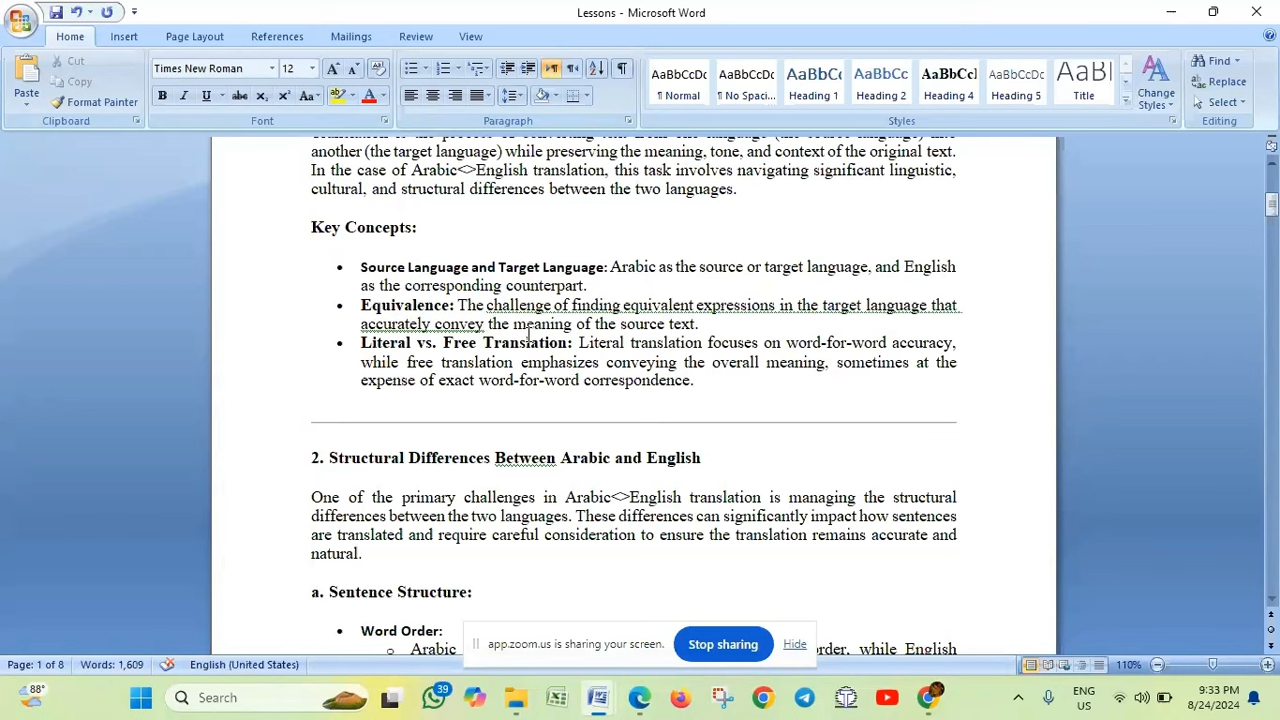 Lessons - Microsoft Word
Home Insert Page Layout References Mailings Review View
Paste
Cut
Copy
Format Painter
Clipboard
Times New Roman 12
Font
Paragraph
AaBbCcDc AaBbCcDc AaBbC AaBbC AaBbCcI AaBbCcDc AaBl
¶ Normal ¶ No Spaci... Heading 1 Heading 2 Heading 4 Heading 5 Title
Change Styles
Styles
Find
Replace
Select
Editing
another (the target language) while preserving the meaning, tone, and context of the original text.
In the case of Arabic<>English translation, this task involves navigating significant linguistic,
cultural, and structural differences between the two languages.
Key Concepts:
• Source Language and Target Language: Arabic as the source or target language, and English
as the corresponding counterpart.
• Equivalence: The challenge of finding equivalent expressions in the target language that
accurately convey the meaning of the source text.
• Literal vs. Free Translation: Literal translation focuses on word-for-word accuracy,
while free translation emphasizes conveying the overall meaning, sometimes at the
expense of exact word-for-word correspondence.
2. Structural Differences Between Arabic and English
One of the primary challenges in Arabic<>English translation is managing the structural
differences between the two languages. These differences can significantly impact how sentences
are translated and require careful consideration to ensure the translation remains accurate and
natural.
a. Sentence Structure:
• Word Order:
o Arabic order, while English
app.zoom.us is sharing your screen. Stop sharing Hide
Page: 1 of 8 Words: 1,609 English (United States) 110%
88° Search 39 ENG QC 9:33 PM 8/24/2024